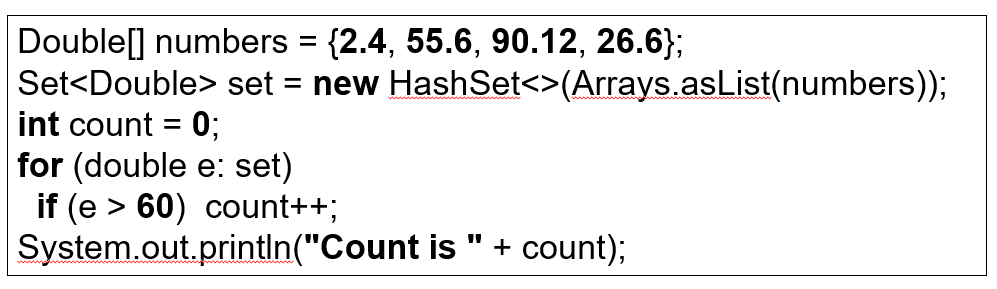 Double[] numbers = {2.4, 55.6, 90.12, 26.6};
Set<Double> set = new HashSet<>(Arrays.asList(numbers));
int count = 0;
for (double e: set)
  if (e > 60)  count++;
System.out.println("Count is " + count);